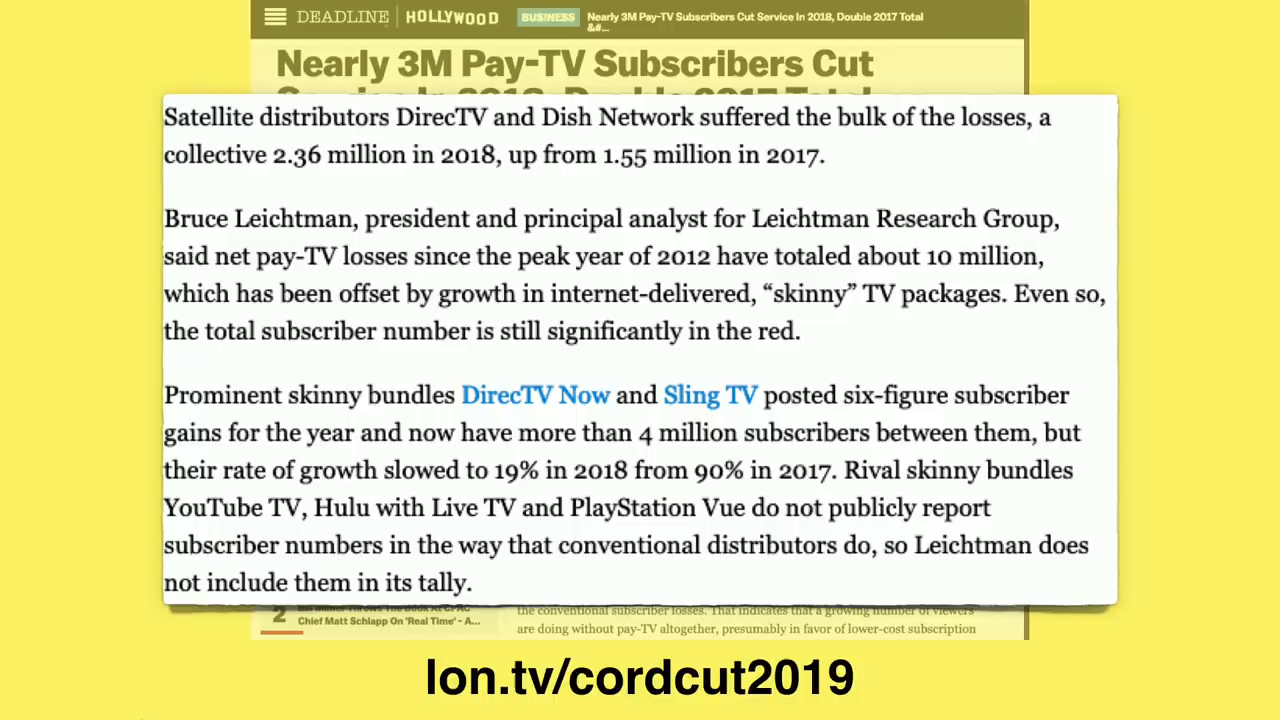 DEADLINE HOLLYWOOD BUSINESS Nearly 3M Pay-TV Subscribers Cut Service In 2018, Double 2017 Total
&#...
Nearly 3M Pay-TV Subscribers Cut
Satellite distributors DirecTV and Dish Network suffered the bulk of the losses, a
collective 2.36 million in 2018, up from 1.55 million in 2017.
Bruce Leichtman, president and principal analyst for Leichtman Research Group,
said net pay-TV losses since the peak year of 2012 have totaled about 10 million,
which has been offset by growth in internet-delivered, “skinny” TV packages. Even so,
the total subscriber number is still significantly in the red.
Prominent skinny bundles DirecTV Now and Sling TV posted six-figure subscriber
gains for the year and now have more than 4 million subscribers between them, but
their rate of growth slowed to 19% in 2018 from 90% in 2017. Rival skinny bundles
YouTube TV, Hulu with Live TV and PlayStation Vue do not publicly report
subscriber numbers in the way that conventional distributors do, so Leichtman does
not include them in its tally.
2
Chief Matt Schlapp On 'Real Time' - A...
the conventional subscriber losses. That indicates that a growing number of viewers
are doing without pay-TV altogether, presumably in favor of lower-cost subscription
lon.tv/cordcut2019